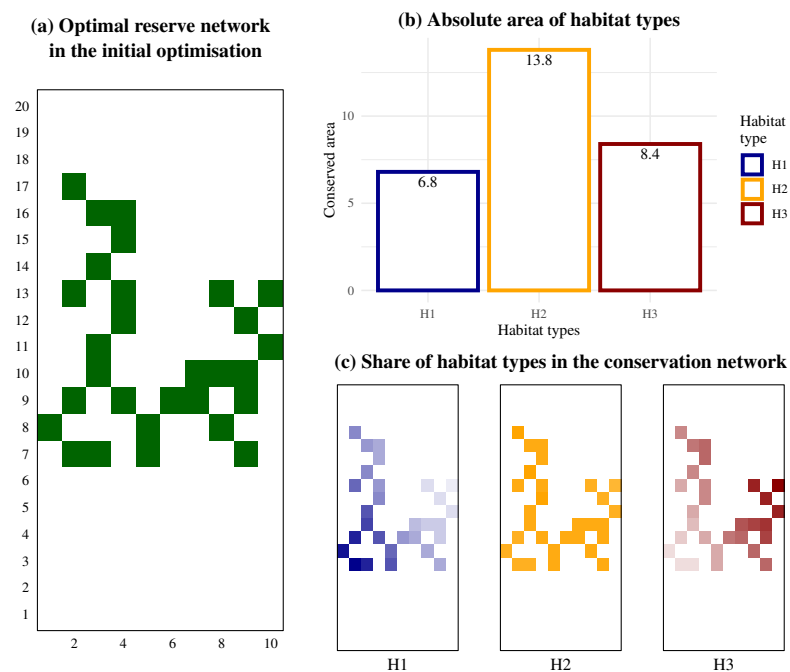 (a) Optimal reserve network
in the initial optimisation
20
19
18
17
16
15
14
13
12
11
10
9
8
7
6
5
4
3
2
1
2 4 6 8 10
(b) Absolute area of habitat types
Conserved area
10
5
0
6.8
13.8
8.4
H1 H2 H3
Habitat types
Habitat
type
H1
H2
H3
(c) Share of habitat types in the conservation network
H1 H2 H3